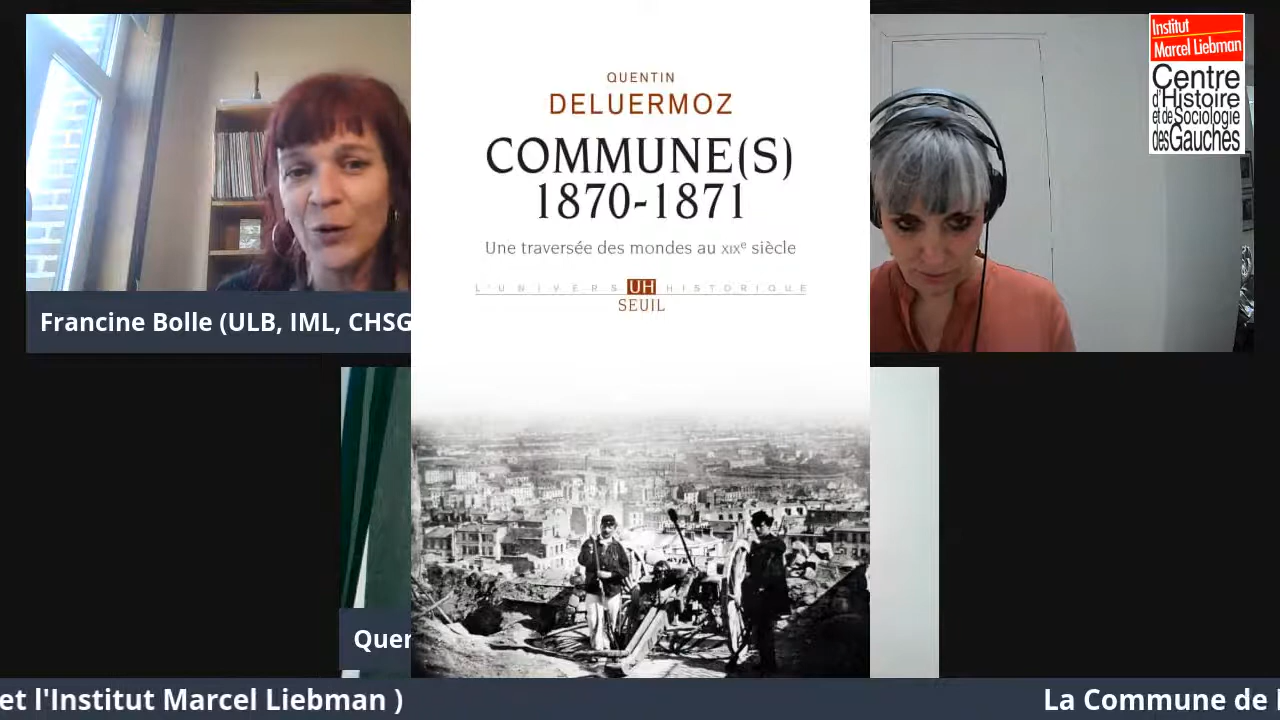 Institut
Marcel Liebman
Centre
d'Histoire
et de Sociologie
des Gauches
QUENTIN
DELUERMOZ
COMMUNE(S)
1870-1871
Une traversée des mondes au XIXe siècle
L'UNIVERS UH HISTORIQUE
SEUIL
Francine Bolle (ULB, IML, CHSG
Quen
et l'Institut Marcel Liebman )
La Commune de